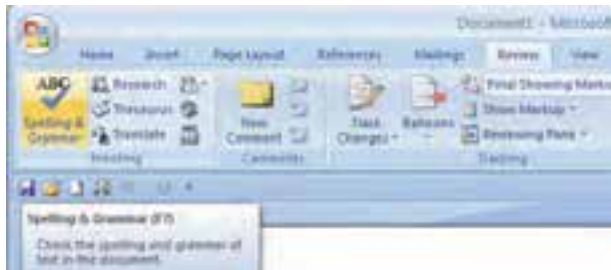 Document1 - Microsoft
Home Insert Page Layout References Mailings Review View
ABC Research Final Showing Marku
Spelling & Thesaurus New Track Balloons Show Markup
Grammar Translate Comment Changes Reviewing Pane
Proofing Comments Tracking
Spelling & Grammar (F7)
Check the spelling and grammar of
text in the document.